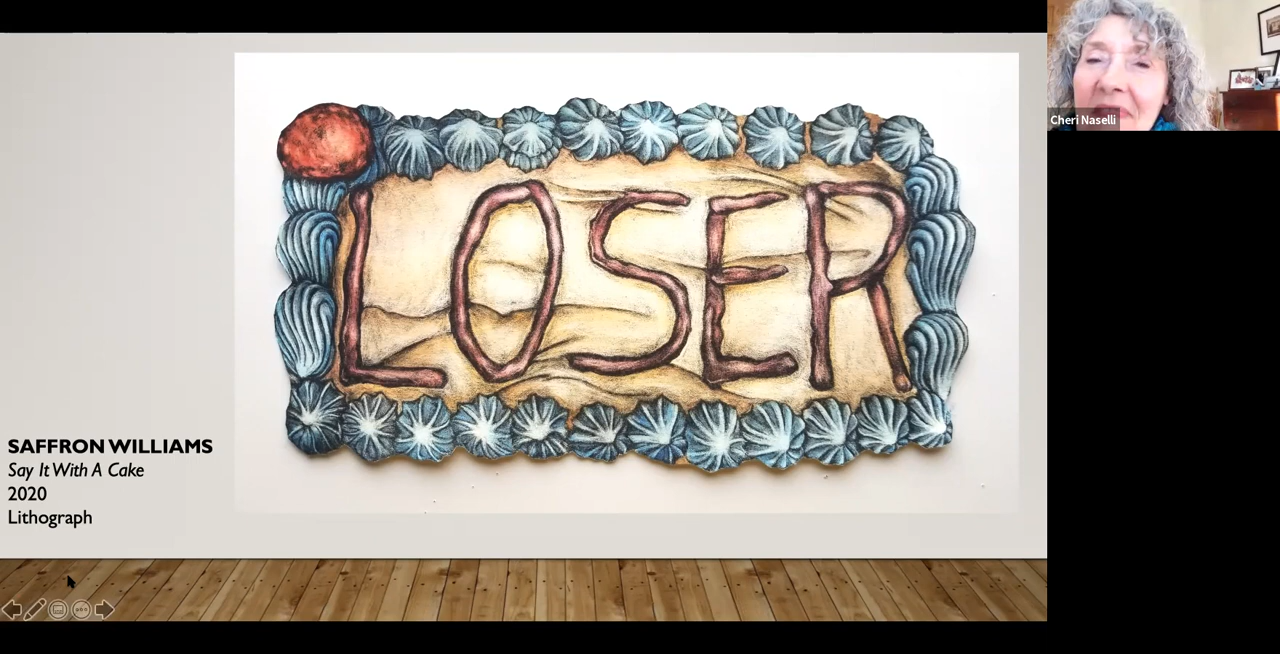 LOSER
SAFFRON WILLIAMS
Say It With A Cake
2020
Lithograph
Cheri Naselli